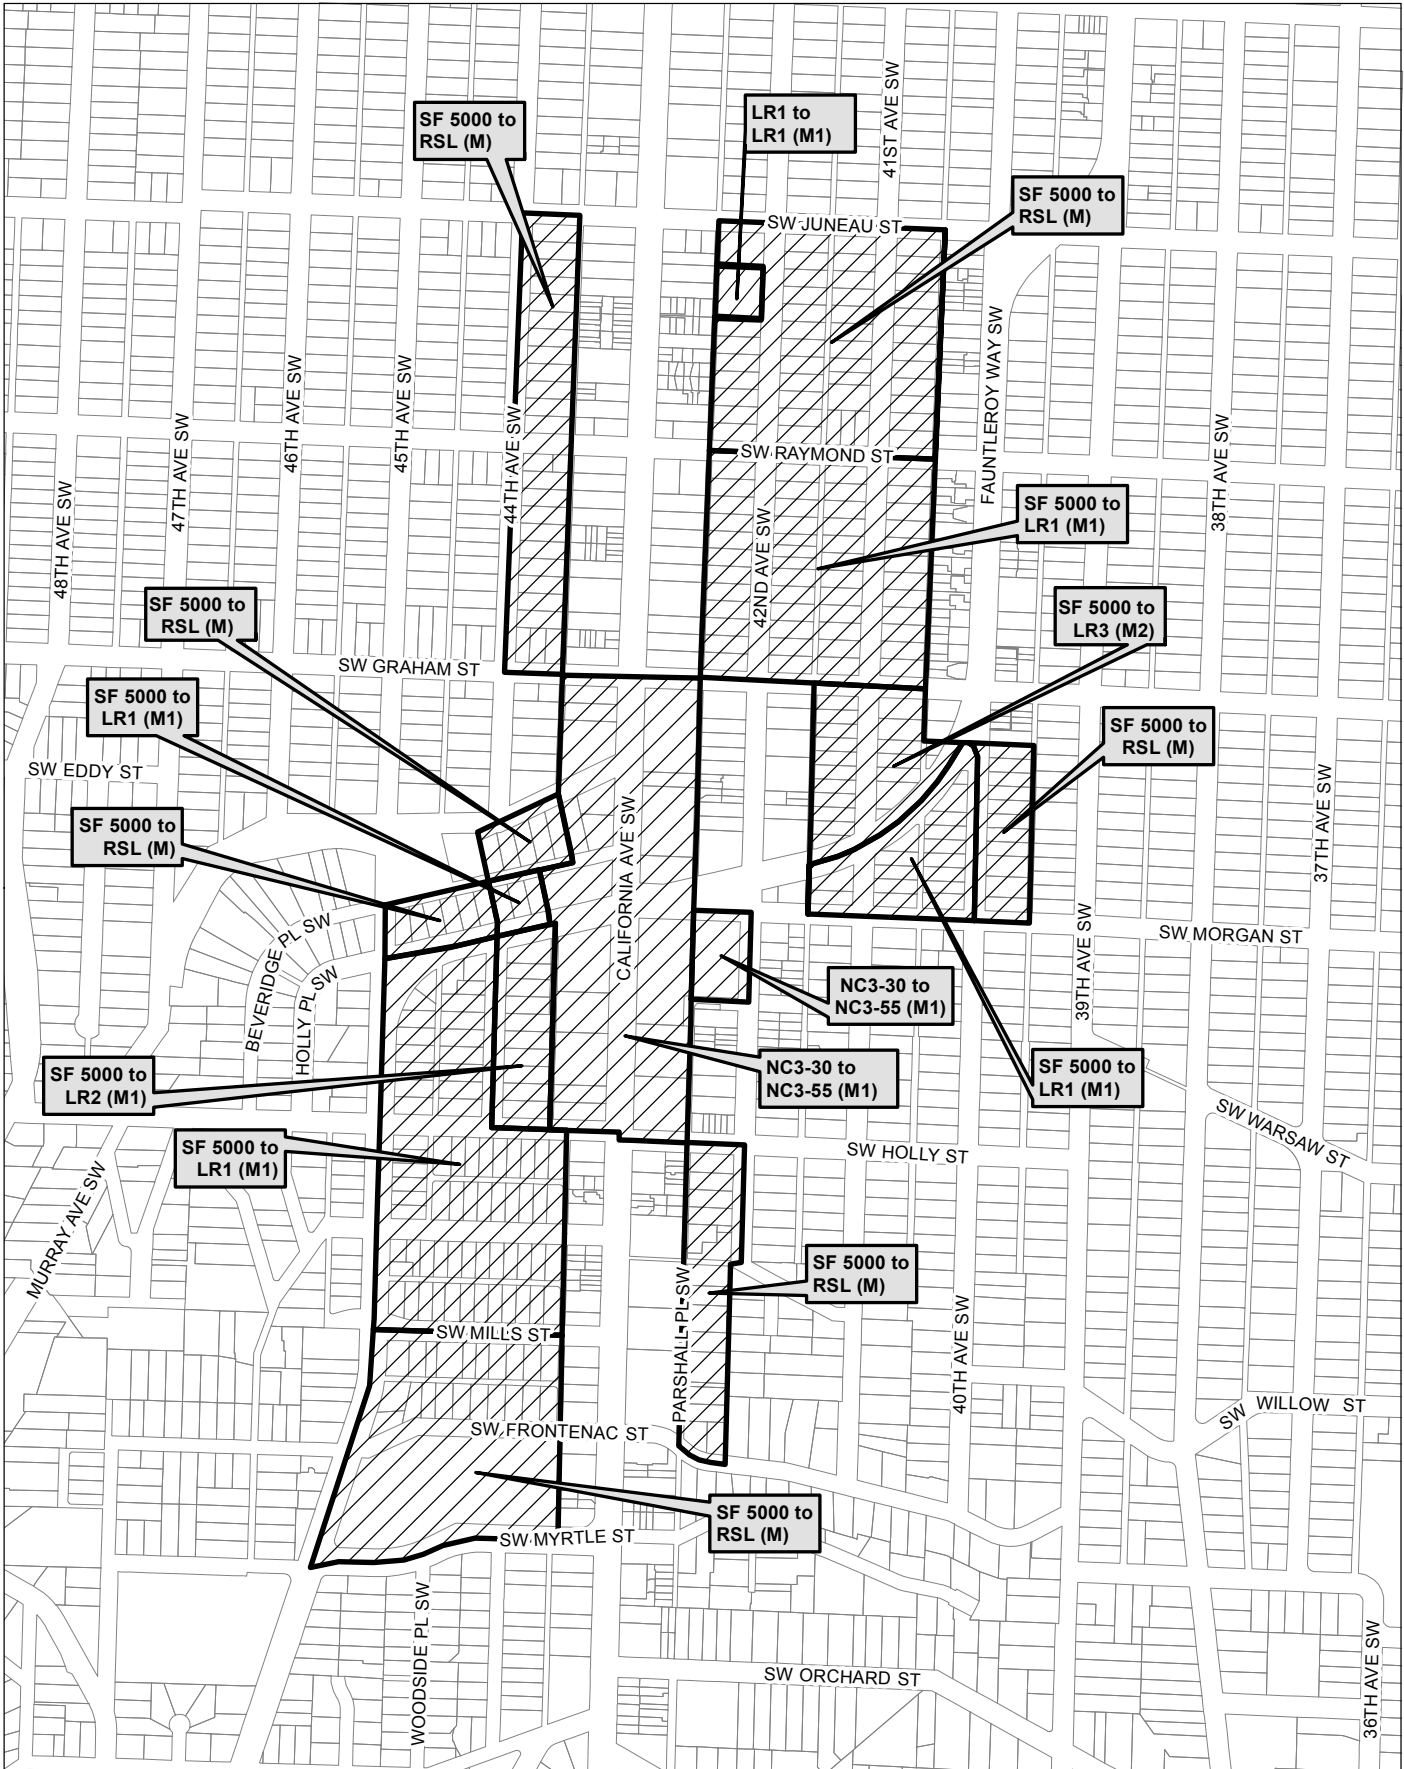 SF 5000 to
RSL (M)
LR1 to
LR1 (M1)
41ST AVE SW
SF 5000 to
RSL (M)
SW JUNEAU ST
FAUNTLEROY WAY SW
46TH AVE SW
45TH AVE SW
44TH AVE SW
47TH AVE SW
48TH AVE SW
38TH AVE SW
SW RAYMOND ST
SF 5000 to
LR1 (M1)
42ND AVE SW
SF 5000 to
RSL (M)
SF 5000 to
LR3 (M2)
SW GRAHAM ST
SF 5000 to
LR1 (M1)
SF 5000 to
RSL (M)
SW EDDY ST
CALIFORNIA AVE SW
37TH AVE SW
SF 5000 to
RSL (M)
BEVERIDGE PL SW
HOLLY PL SW
39TH AVE SW
SW MORGAN ST
NC3-30 to
NC3-55 (M1)
SF 5000 to
LR2 (M1)
NC3-30 to
NC3-55 (M1)
SF 5000 to
LR1 (M1)
SW WARSAW ST
SF 5000 to
LR1 (M1)
SW HOLLY ST
MURRAY AVE SW
SF 5000 to
RSL (M)
PARSHALL PL SW
40TH AVE SW
SW MILLS ST
SW WILLOW ST
SW FRONTENAC ST
SF 5000 to
RSL (M)
SW MYRTLE ST
WOODSIDE PL SW
SW ORCHARD ST
36TH AVE SW